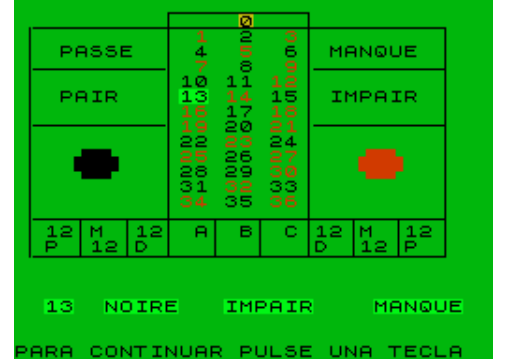 0
1 2 3
PASSE 4 5 6 MANQUE
7 8 9
10 11 12
PAIR 13 14 15 IMPAIR
16 17 18
19 20 21
22 23 24
25 26 27
28 29 30
31 32 33
34 35 36
12 M 12 A B C 12 M 12
P 12 D D 12 P
13 NOIRE IMPAIR MANQUE
PARA CONTINUAR PULSE UNA TECLA